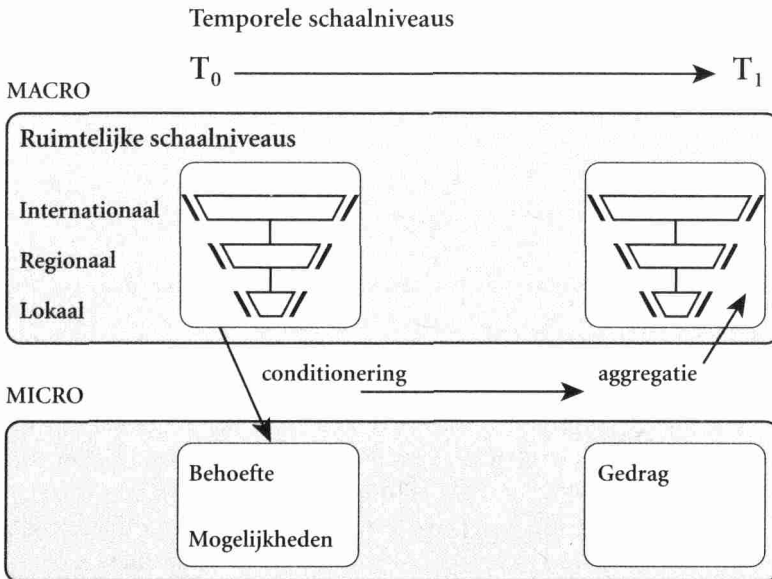 Temporele schaalniveaus
T0 T1
MACRO
Ruimtelijke schaalniveaus
Internationaal
Regionaal
Lokaal
conditionering aggregatie
MICRO
Behoefte Gedrag
Mogelijkheden